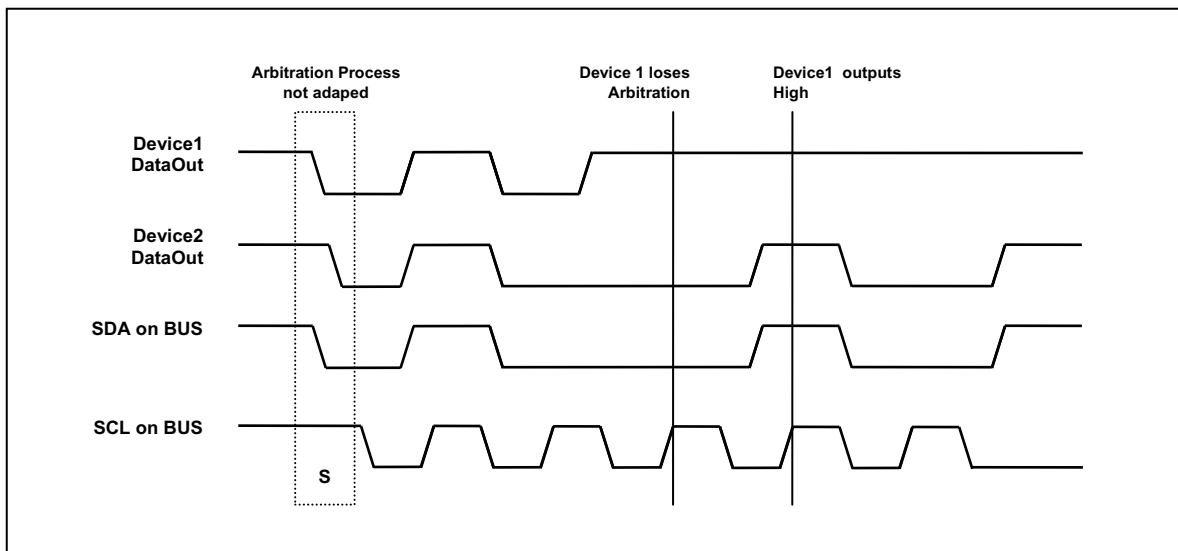 Arbitration Process
not adaped
Device 1 loses
Arbitration
Device1 outputs
High
Device1
DataOut
Device2
DataOut
SDA on BUS
SCL on BUS
S